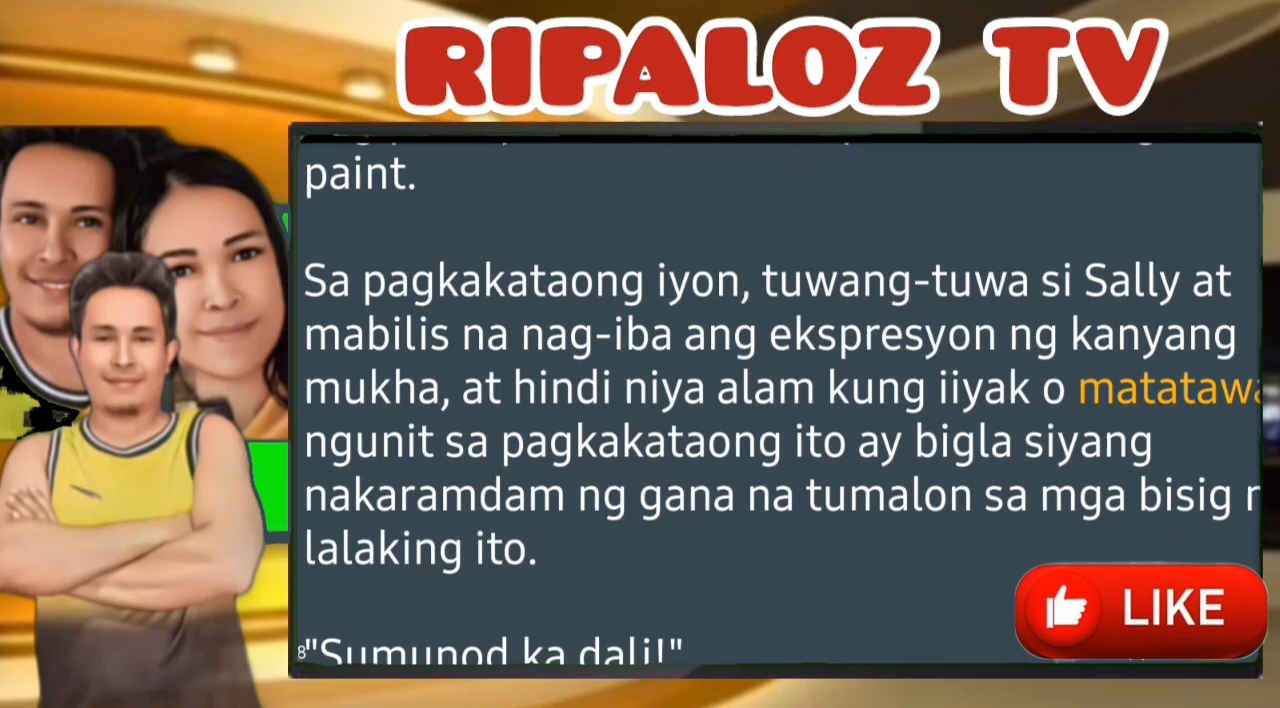 RIPALOZ TV
paint.
Sa pagkakataong iyon, tuwang-tuwa si Sally at
mabilis na nag-iba ang ekspresyon ng kanyang
mukha, at hindi niya alam kung iiyak o
ngunit sa pagkakataong ito ay bigla siyang
nakaramdam ng gana na tumalon sa mga bisig
lalaking ito.
8
"Sumunod ka dali!"
LIKE